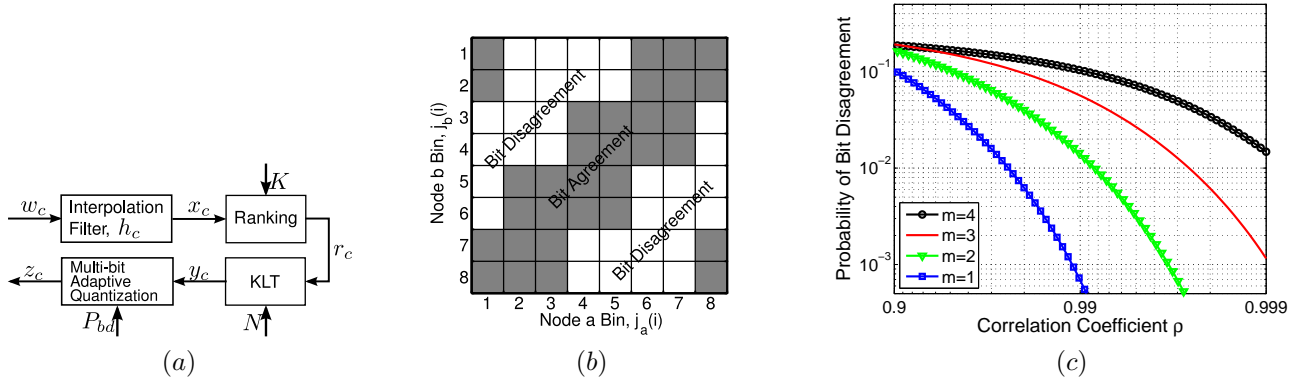 w_c
Interpolation
Filter, h_c
x_c
K
Ranking
r_c
z_c
Multi-bit
Adaptive
Quantization
y_c
KLT
P_bd
N
(a)
Node b Bin, j_b(i)
1
2
3
4
5
6
7
8
Bit Disagreement
Bit Agreement
Bit Disagreement
1 2 3 4 5 6 7 8
Node a Bin, j_a(i)
(b)
Probability of Bit Disagreement
10^-1
10^-2
10^-3
m=4
m=3
m=2
m=1
0.9 0.99 0.999
Correlation Coefficient ρ
(c)